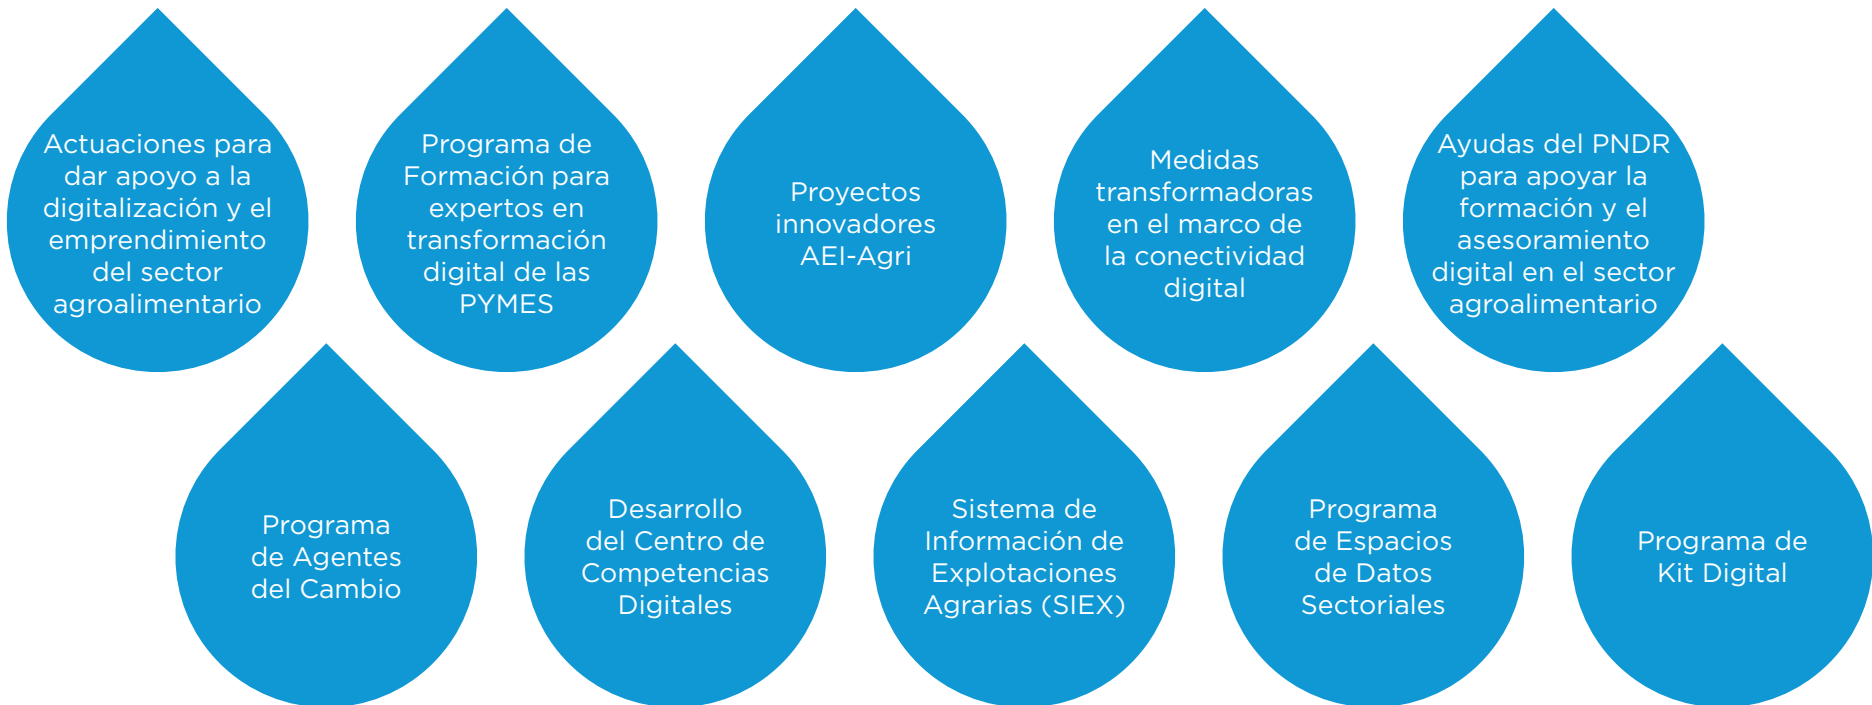 Actuaciones para
dar apoyo a la
digitalización y el
emprendimiento
del sector
agroalimentario
Programa de
Formación para
expertos en
transformación
digital de las
PYMES
Proyectos
innovadores
AEI-Agri
Medidas
transformadoras
en el marco de
la conectividad
digital
Ayudas del PNDR
para apoyar la
formación y el
asesoramiento
digital en el sector
agroalimentario
Programa
de Agentes
del Cambio
Desarrollo
del Centro de
Competencias
Digitales
Sistema de
Información de
Explotaciones
Agrarias (SIEX)
Programa
de Espacios
de Datos
Sectoriales
Programa de
Kit Digital